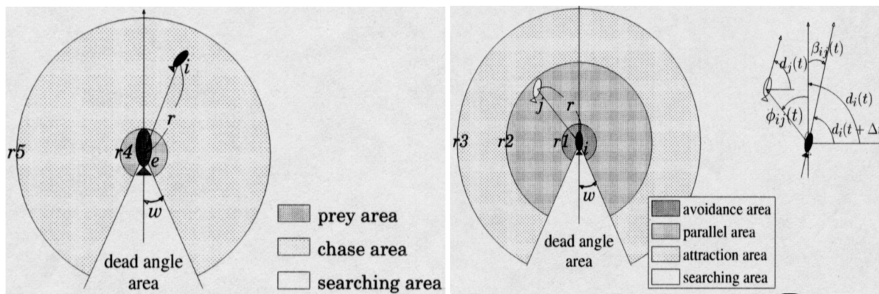 i
r
r5
r4
e
w
dead angle
area
prey area
chase area
searching area
j
r
r3
r2
r1
i
w
dead angle
area
avoidance area
parallel area
attraction area
searching area
β_ij(t)
d_j(t)
d_i(t)
ϕ_ij(t)
d_i(t + Δ